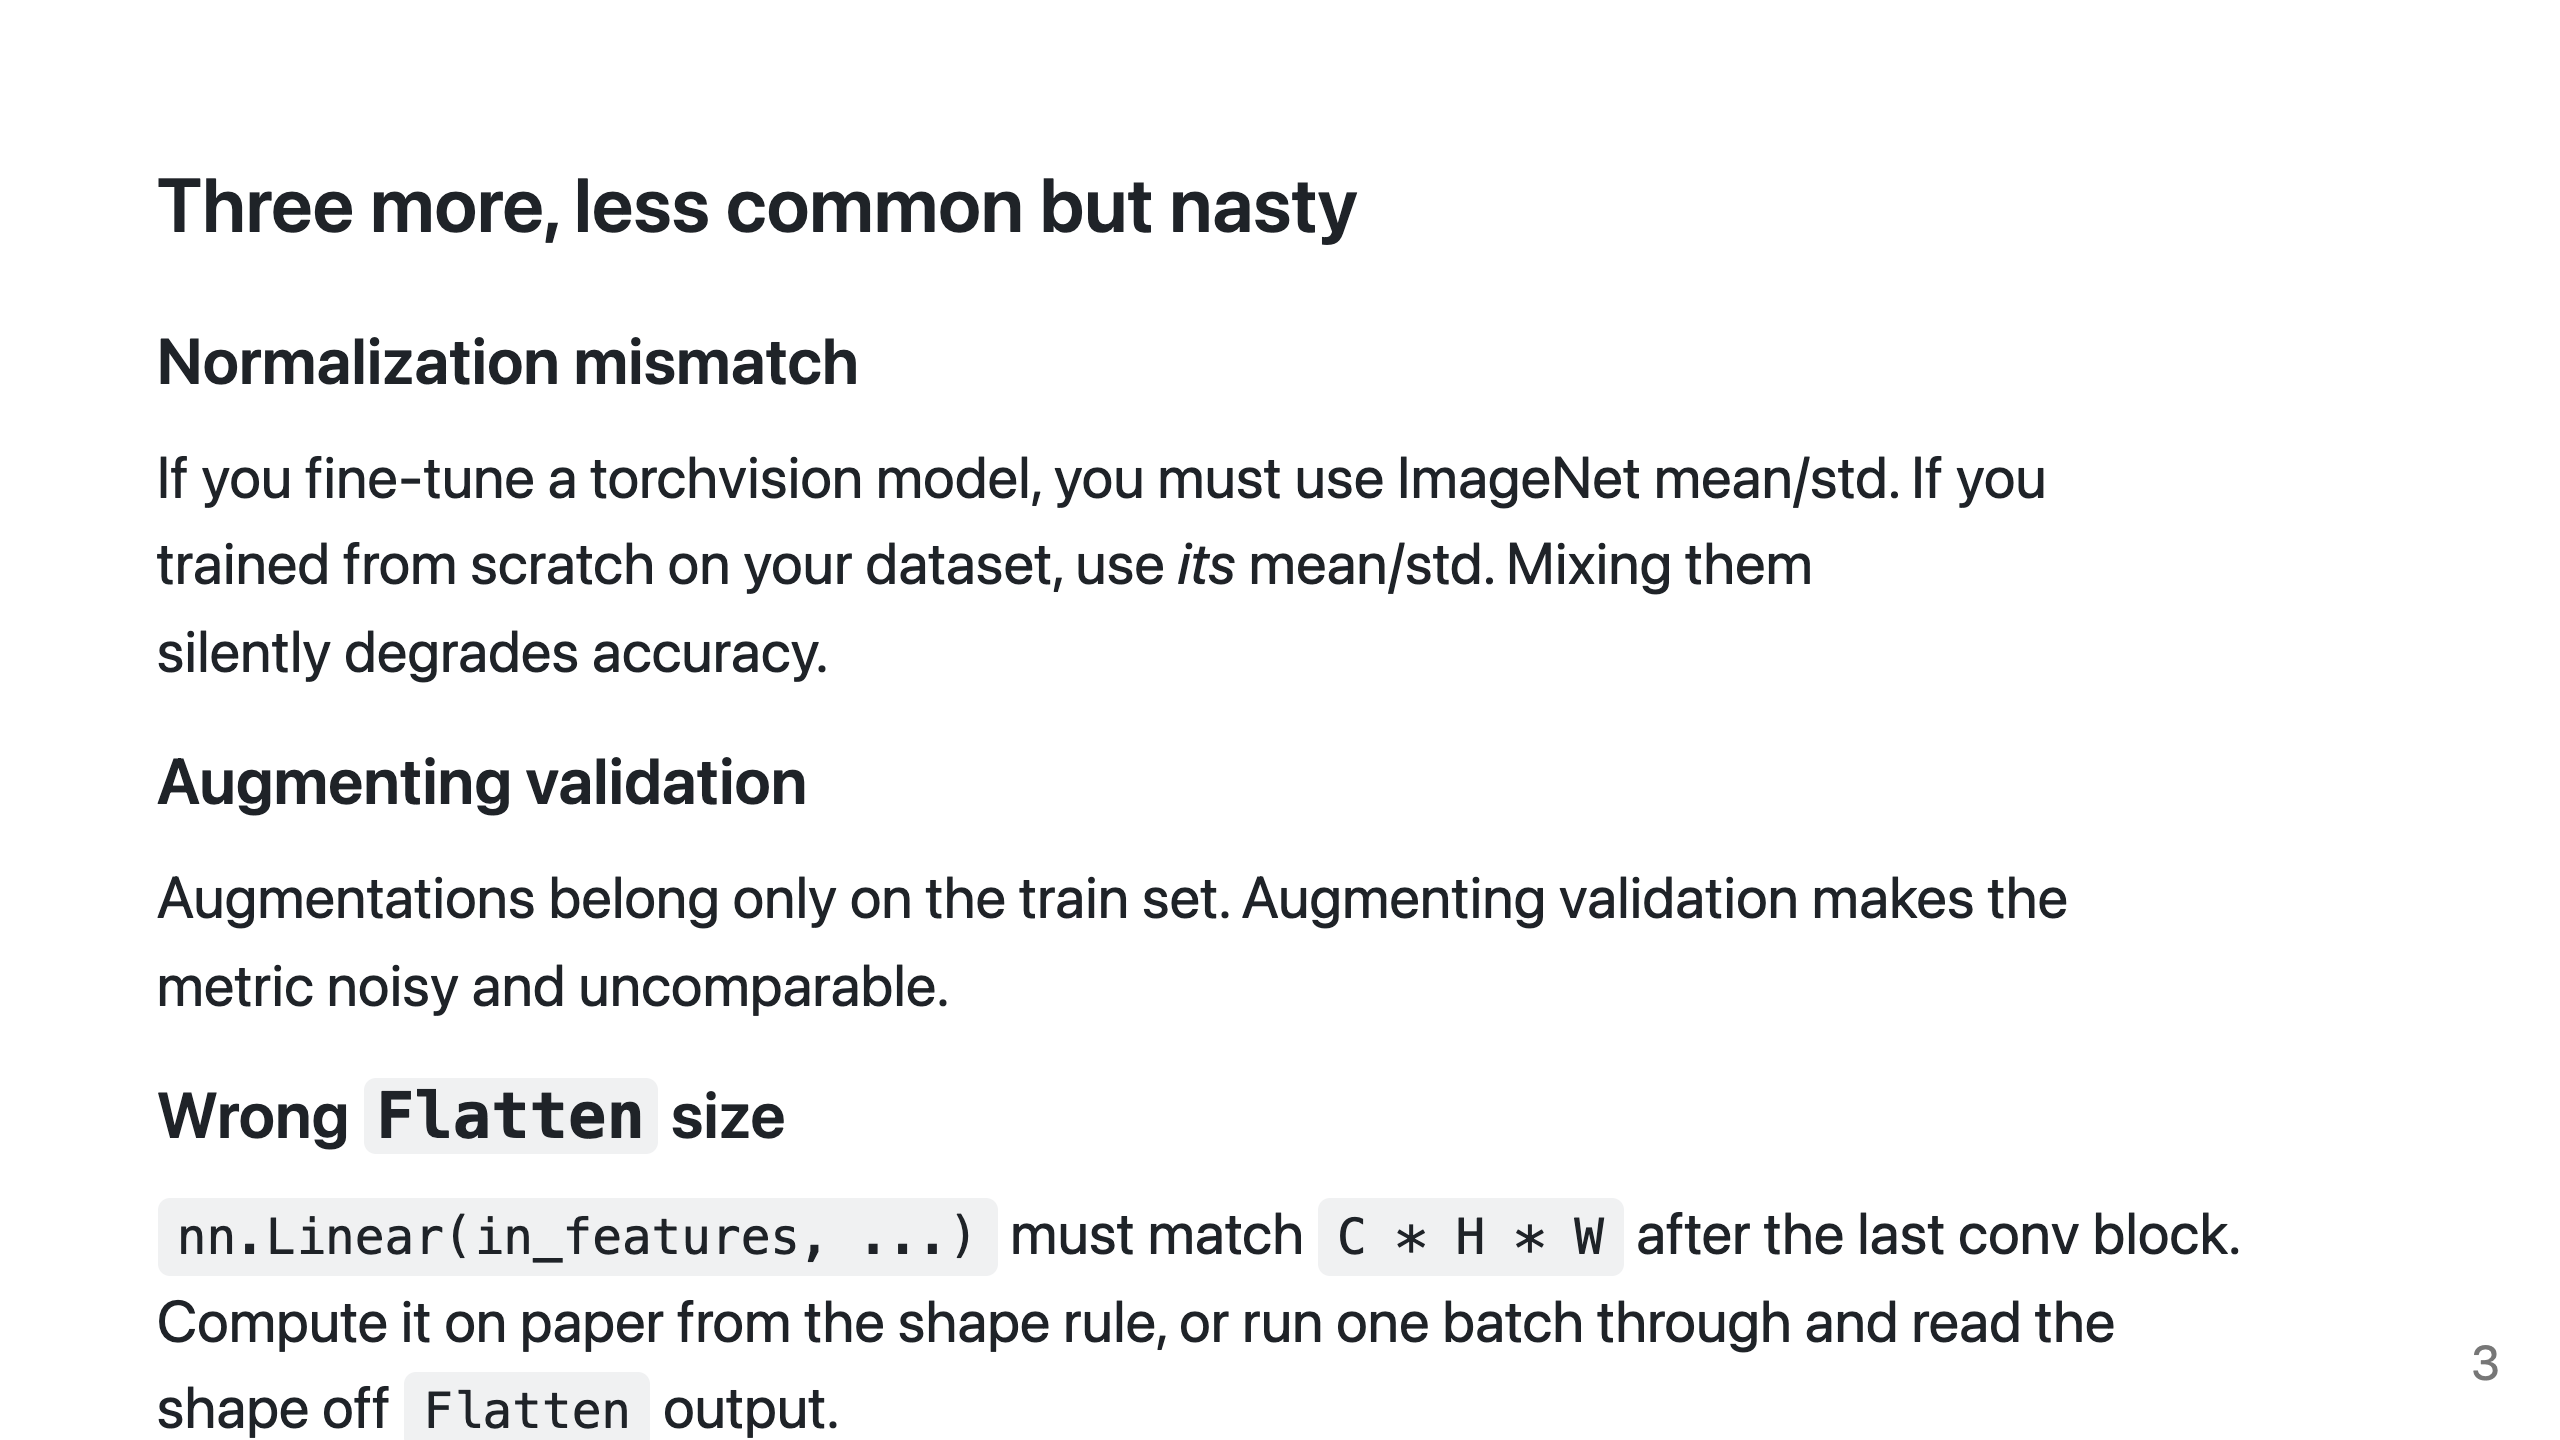 Three more, less common but nasty
Normalization mismatch
If you fine-tune a torchvision model, you must use ImageNet mean/std. If you
trained from scratch on your dataset, use its mean/std. Mixing them
silently degrades accuracy.
Augmenting validation
Augmentations belong only on the train set. Augmenting validation makes the
metric noisy and uncomparable.
Wrong Flatten size
nn.Linear(in_features, ...) must match C * H * W after the last conv block.
Compute it on paper from the shape rule, or run one batch through and read the
shape off Flatten output.
3